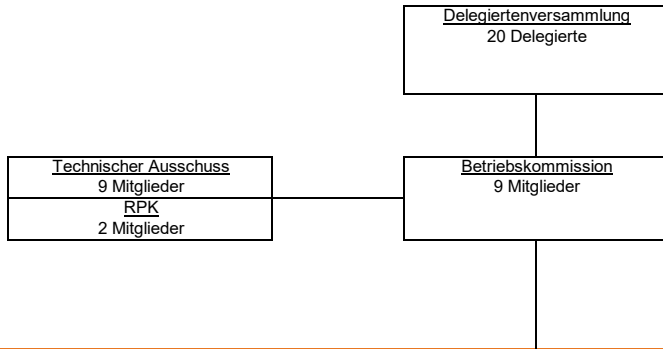 Delegiertenversammlung
20 Delegierte
Technischer Ausschuss
9 Mitglieder
RPK
2 Mitglieder
Betriebskommission
9 Mitglieder